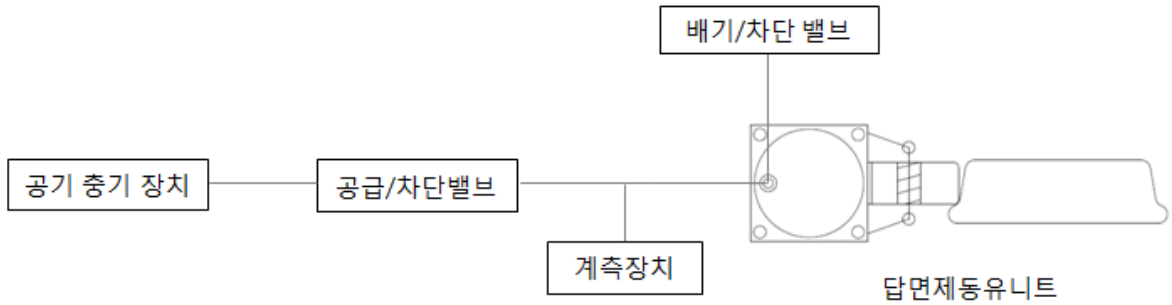 배기/차단 밸브
공기 충기 장치
공급/차단밸브
계측장치
답면제동유니트